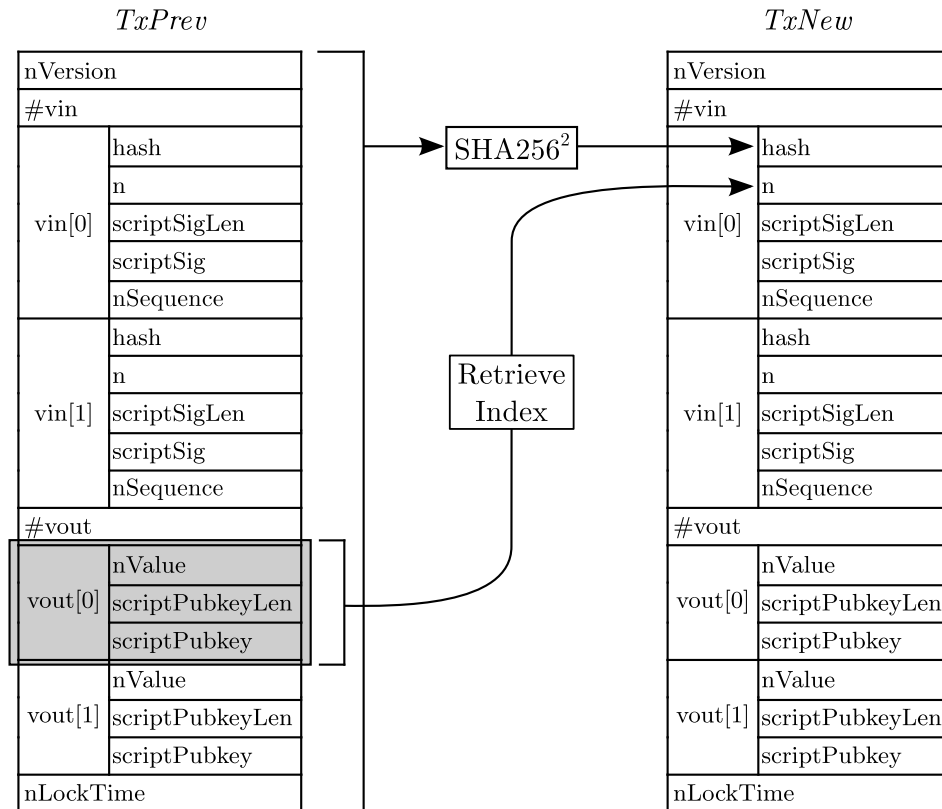 TxPrev
nVersion
#vin
vin[0]
hash
n
scriptSigLen
scriptSig
nSequence
vin[1]
hash
n
scriptSigLen
scriptSig
nSequence
#vout
vout[0]
nValue
scriptPubkeyLen
scriptPubkey
vout[1]
nValue
scriptPubkeyLen
scriptPubkey
nLockTime
SHA256²
Retrieve
Index
TxNew
nVersion
#vin
vin[0]
hash
n
scriptSigLen
scriptSig
nSequence
vin[1]
hash
n
scriptSigLen
scriptSig
nSequence
#vout
vout[0]
nValue
scriptPubkeyLen
scriptPubkey
vout[1]
nValue
scriptPubkeyLen
scriptPubkey
nLockTime